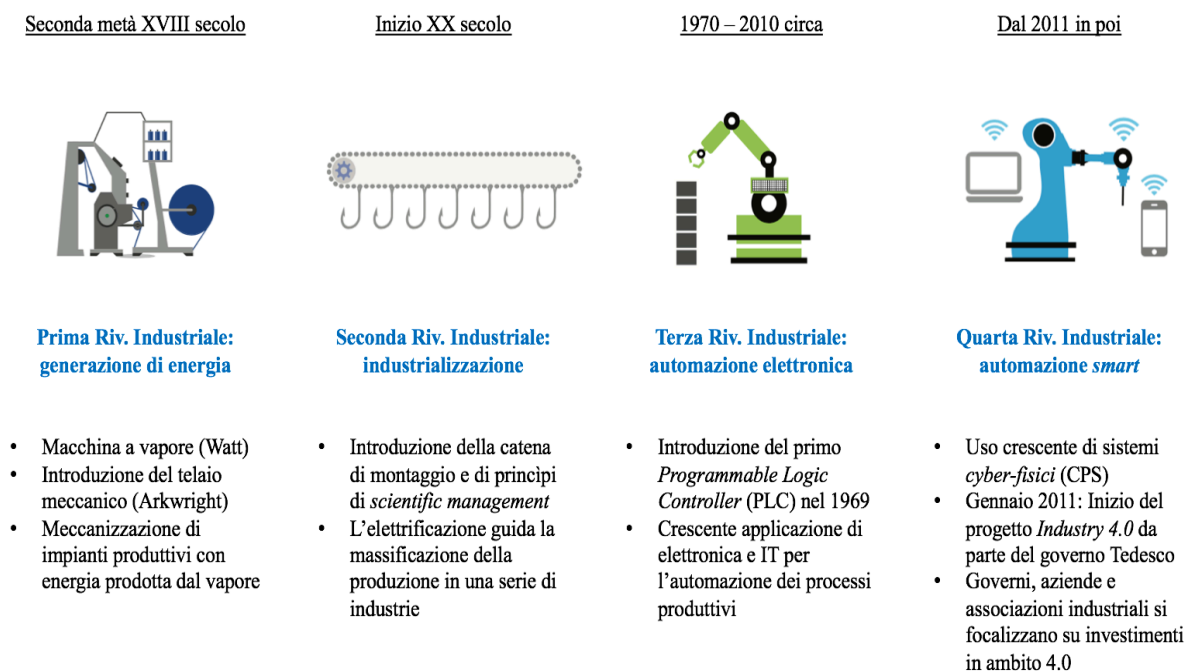 Seconda metà XVIII secolo
Inizio XX secolo
1970 – 2010 circa
Dal 2011 in poi
Prima Riv. Industriale:
generazione di energia
Seconda Riv. Industriale:
industrializzazione
Terza Riv. Industriale:
automazione elettronica
Quarta Riv. Industriale:
automazione smart
• Macchina a vapore (Watt)
• Introduzione del telaio
meccanico (Arkwright)
• Meccanizzazione di
impianti produttivi con
energia prodotta dal vapore
• Introduzione della catena
di montaggio e di princìpi
di scientific management
• L’elettrificazione guida la
massificazione della
produzione in una serie di
industrie
• Introduzione del primo
Programmable Logic
Controller (PLC) nel 1969
• Crescente applicazione di
elettronica e IT per
l’automazione dei processi
produttivi
• Uso crescente di sistemi
cyber-fisici (CPS)
• Gennaio 2011: Inizio del
progetto Industry 4.0 da
parte del governo Tedesco
• Governi, aziende e
associazioni industriali si
focalizzano su investimenti
in ambito 4.0